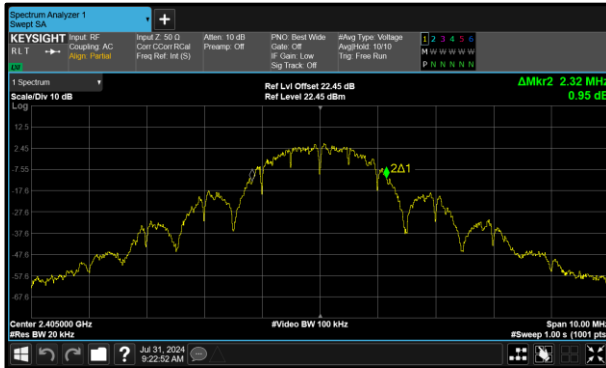 Spectrum Analyzer 1
Swept SA
+
KEYSIGHT
RLT
Input: RF
Coupling: AC
Align: Partial
Input Z: 50 Ω
Corr CCorr RCal
Freq Ref: Int (S)
Atten: 10 dB
Preamp: Off
PNO: Best Wide
Gate: Off
IF Gain: Low
Sig Track: Off
#Avg Type: Voltage
Avg|Hold: 10/10
Trig: Free Run
1 2 3 4 5 6
M W W W W W
P N N N N N
1 Spectrum
Scale/Div 10 dB
Ref Lvl Offset 22.45 dB
Ref Level 22.45 dBm
ΔMkr2 2.32 MHz
0.95 dB
Log
12.5
2.45
-7.55
-17.6
-27.6
-37.6
-47.6
-57.6
-67.6
2Δ1
Center 2.405000 GHz
#Res BW 20 kHz
#Video BW 100 kHz
Span 10.00 MHz
#Sweep 1.00 s (1001 pts)
?
Jul 31, 2024
9:22:52 AM